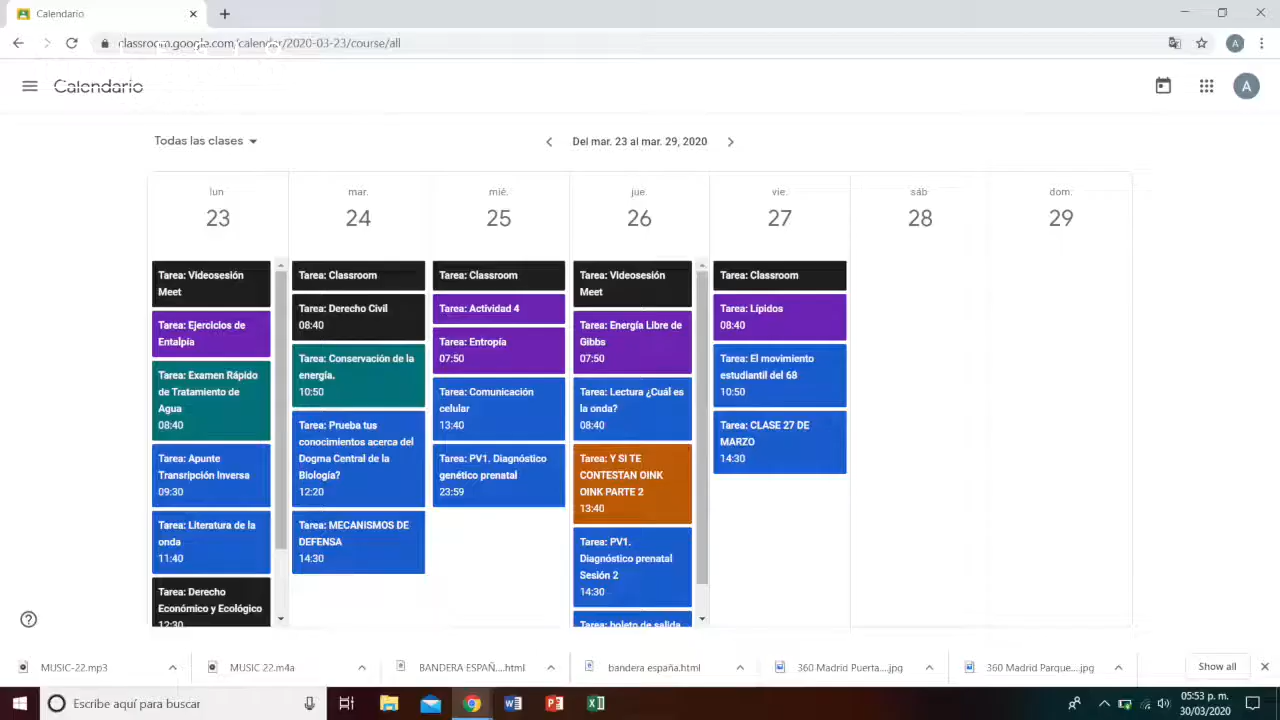 Calendario
classroom.google.com/calendar/2020-03-23/course/all
A
Calendario
A
Todas las clases
Del mar. 23 al mar. 29, 2020
lun
23
mar.
24
mié.
25
jue.
26
vie.
27
sáb
28
dom.
29
Tarea: Videosesión
Meet
Tarea: Ejercicios de
Entalpía
Tarea: Examen Rápido
de Tratamiento de
Agua
08:40
Tarea: Apunte
Transripción Inversa
09:30
Tarea: Literatura de la
onda
11:40
Tarea: Derecho
Económico y Ecológico
12:30
Tarea: Classroom
Tarea: Derecho Civil
08:40
Tarea: Conservación de la
energía.
10:50
Tarea: Prueba tus
conocimientos acerca del
Dogma Central de la
Biología?
12:20
Tarea: MECANISMOS DE
DEFENSA
14:30
Tarea: Classroom
Tarea: Actividad 4
Tarea: Entropía
07:50
Tarea: Comunicación
celular
13:40
Tarea: PV1. Diagnóstico
genético prenatal
23:59
Tarea: Videosesión
Meet
Tarea: Energía Libre de
Gibbs
07:50
Tarea: Lectura ¿Cuál es
la onda?
08:40
Tarea: Y SI TE
CONTESTAN OINK
OINK PARTE 2
13:40
Tarea: PV1.
Diagnóstico prenatal
Sesión 2
14:30
Tarea: boleto de salida
Tarea: Classroom
Tarea: Lípidos
08:40
Tarea: El movimiento
estudiantil del 68
10:50
Tarea: CLASE 27 DE
MARZO
14:30
MUSIC-22.mp3
MUSIC 22.m4a
BANDERA ESPAÑ....html
bandera españa.html
360 Madrid Puerta....jpg
360 Madrid Parque....jpg
Show all
Escribe aquí para buscar
05:53 p. m.
30/03/2020